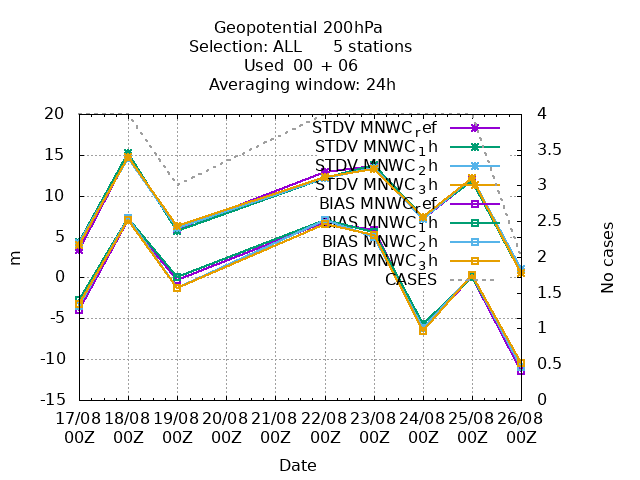 Geopotential 200hPa
Selection: ALL 5 stations
Used 00 + 06
Averaging window: 24h
20
15
10
5
0
-5
-10
-15
m
4
3.5
3
2.5
2
1.5
1
0.5
0
No cases
STDV MNWC_ref
STDV MNWC_1h
STDV MNWC_2h
STDV MNWC_3h
BIAS MNWC_ref
BIAS MNWC_1h
BIAS MNWC_2h
BIAS MNWC_3h
CASES
17/08 18/08 19/08 20/08 21/08 22/08 23/08 24/08 25/08 26/08
00Z 00Z 00Z 00Z 00Z 00Z 00Z 00Z 00Z 00Z
Date